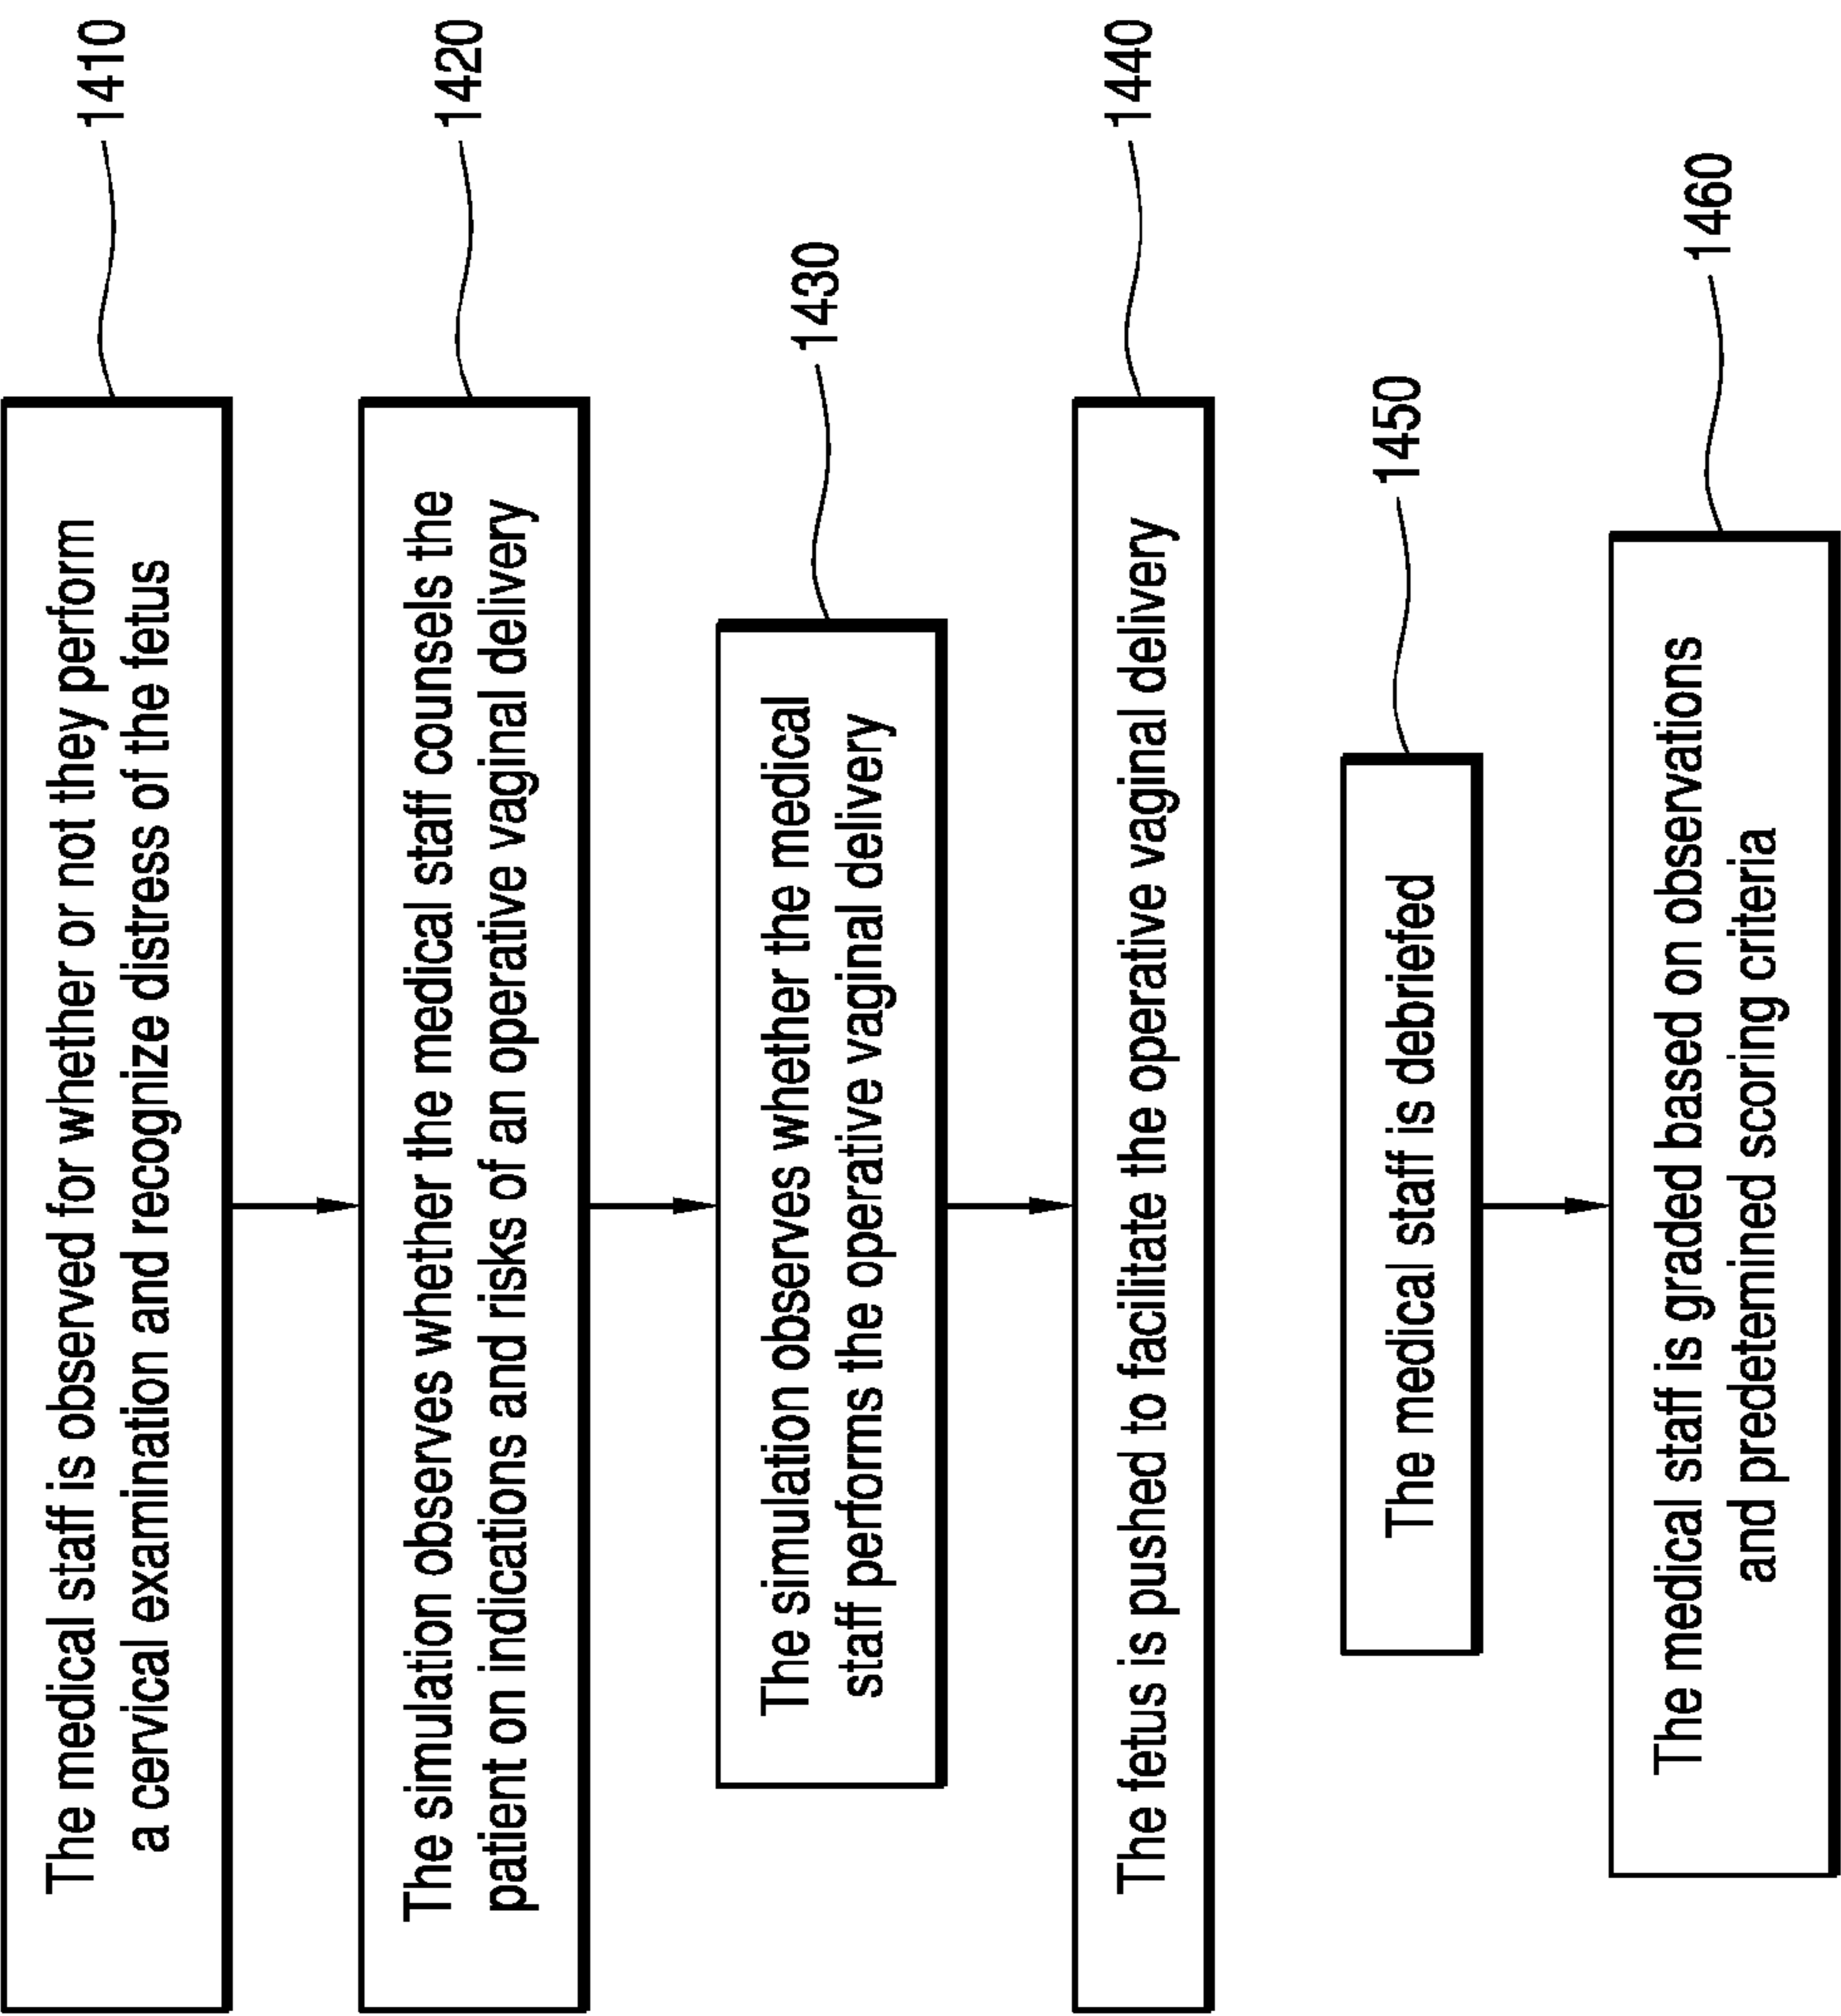 The medical staff is observed for whether or not they perform
a cervical examination and recognize distress of the fetus
1410
The simulation observes whether the medical staff counsels the
patient on indications and risks of an operative vaginal delivery
1420
The simulation observes whether the medical
staff performs the operative vaginal delivery
1430
The fetus is pushed to facilitate the operative vaginal delivery
1440
The medical staff is debriefed
1450
The medical staff is graded based on observations
and predetemined scoring criteria
1460